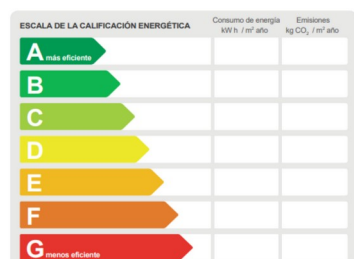 ESCALA DE LA CALIFICACIÓN ENERGÉTICA
Consumo de energía
kW h / m² año
Emisiones
kg CO₂ / m² año
A más eficiente
B
C
D
E
F
G menos eficiente